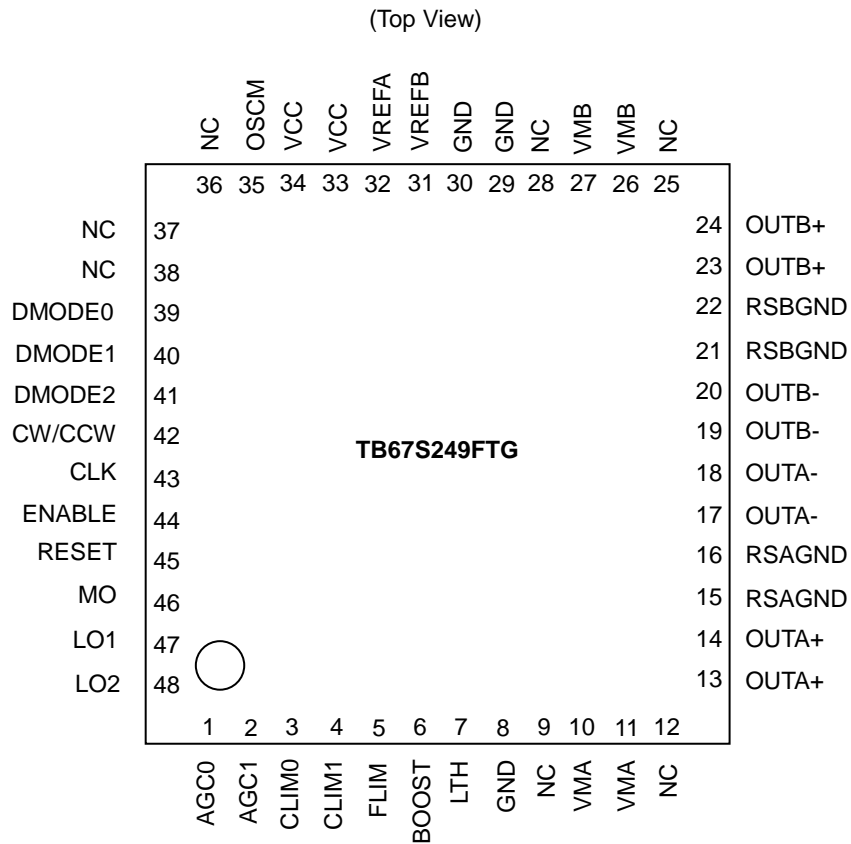 (Top View)
NC OSCM VCC VCC VREFA VREFB GND GND NC VMB VMB NC
36 35 34 33 32 31 30 29 28 27 26 25
NC 37 24 OUTB+
NC 38 23 OUTB+
DMODE0 39 22 RSBGND
DMODE1 40 21 RSBGND
DMODE2 41 20 OUTB-
CW/CCW 42 19 OUTB-
TB67S249FTG
CLK 43 18 OUTA-
ENABLE 44 17 OUTA-
RESET 45 16 RSAGND
MO 46 15 RSAGND
LO1 47 14 OUTA+
LO2 48 13 OUTA+
1 2 3 4 5 6 7 8 9 10 11 12
AGC0 AGC1 CLIM0 CLIM1 FLIM BOOST LTH GND NC VMA VMA NC